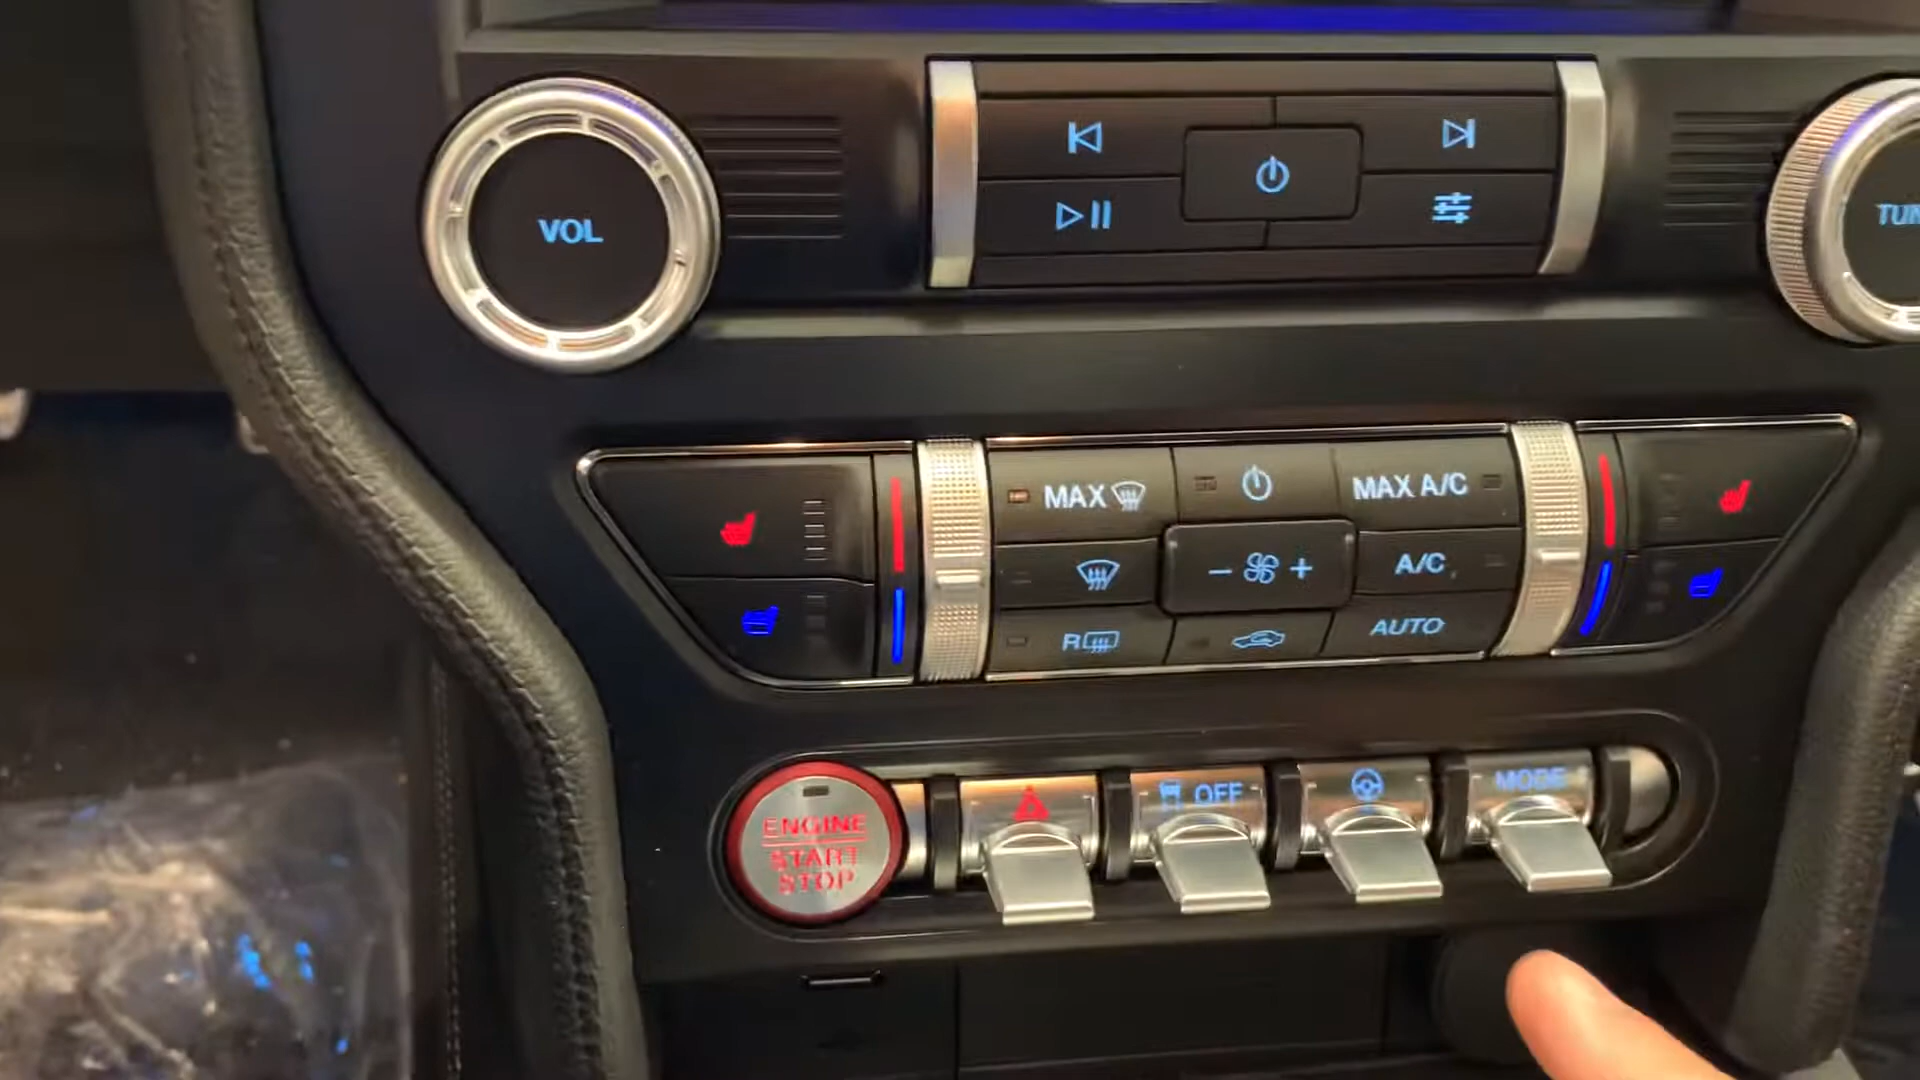 VOL
TUN
MAX
MAX A/C
A/C
R
AUTO
ENGINE
START
STOP
OFF
MODE